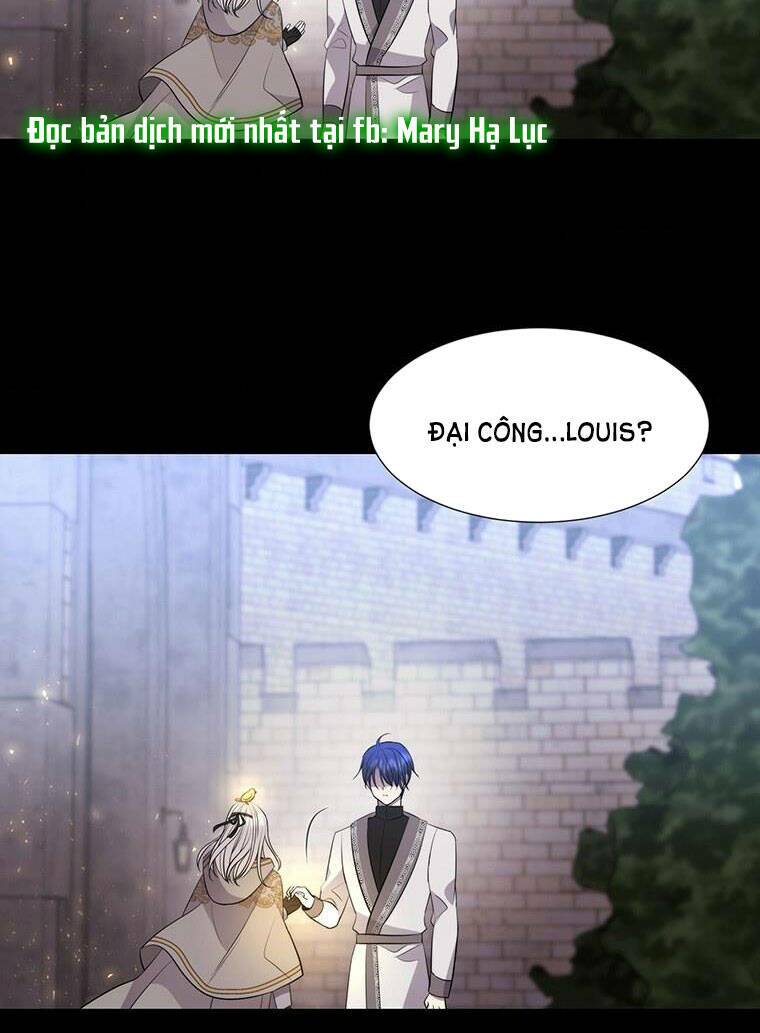 Đọc bản dịch mới nhất tại fb: Mary Hạ Lục
ĐẠI CÔNG...LOUIS?